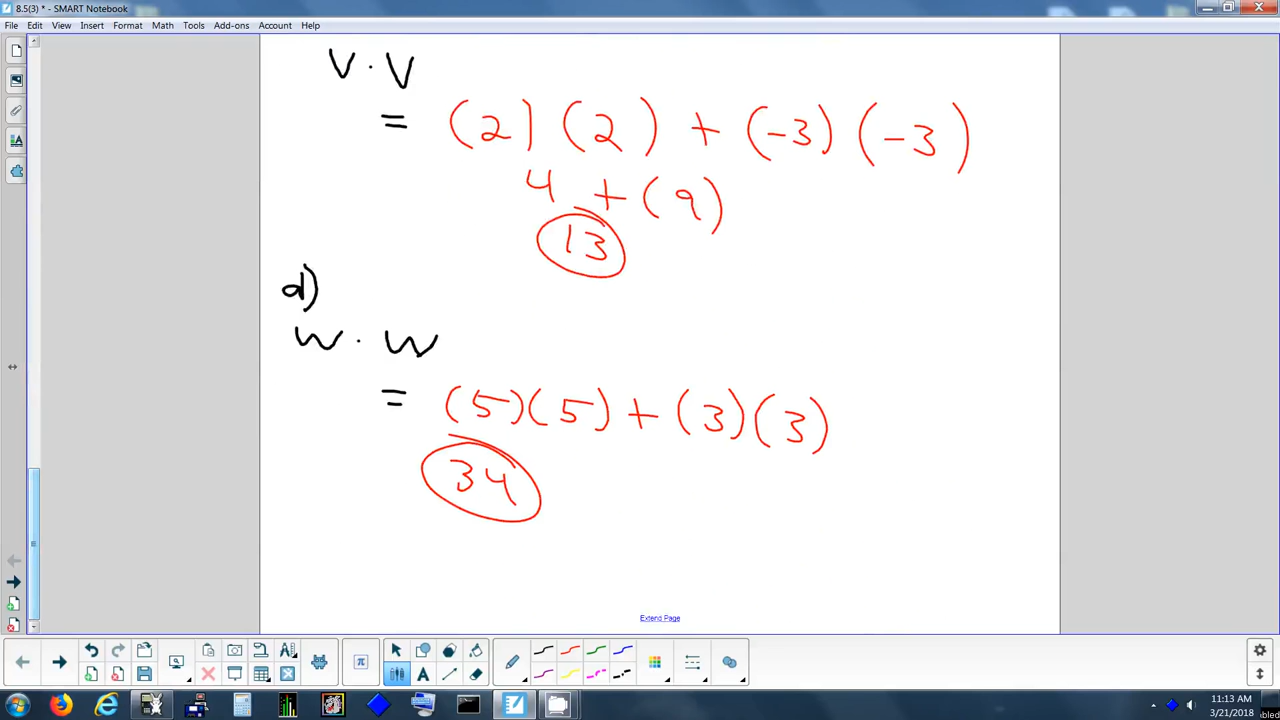 8.5(3) * - SMART Notebook
File Edit View Insert Format Math Tools Add-ons Account Help
V · V
= (2) (2) + (-3) (-3)
4 + (9)
13
d)
W · W
= (5)(5) + (3)(3)
34
Extend Page
11:13 AM
3/21/2018